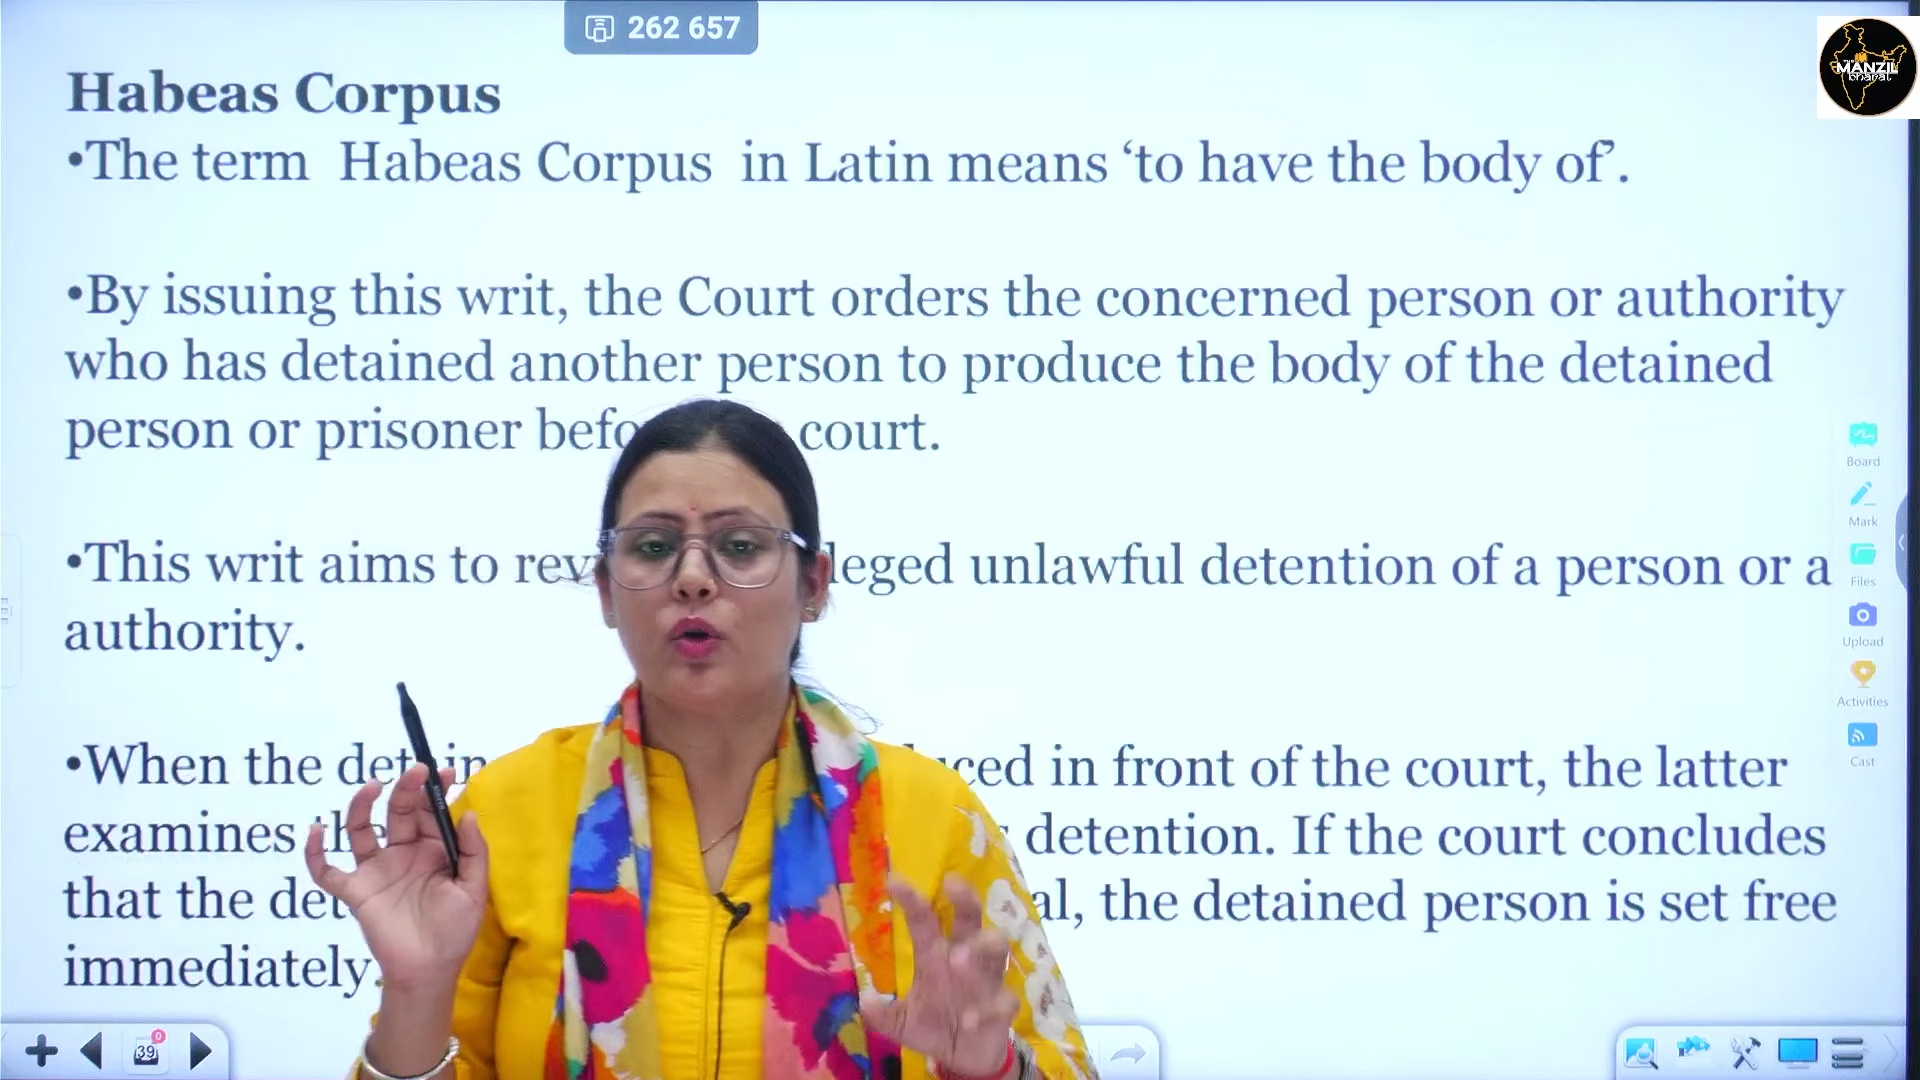 262 657
MANZIL
bharat
Habeas Corpus
•The term Habeas Corpus in Latin means ‘to have the body of’.
•By issuing this writ, the Court orders the concerned person or authority
who has detained another person to produce the body of the detained
person or prisoner court.
•This writ aims to unlawful detention of a person or a
authority.
•When the in front of the court, the latter
examines detention. If the court concludes
that the the detained person is set free
immediately.
Board
Mark
Files
Upload
Activities
Cast
0
39